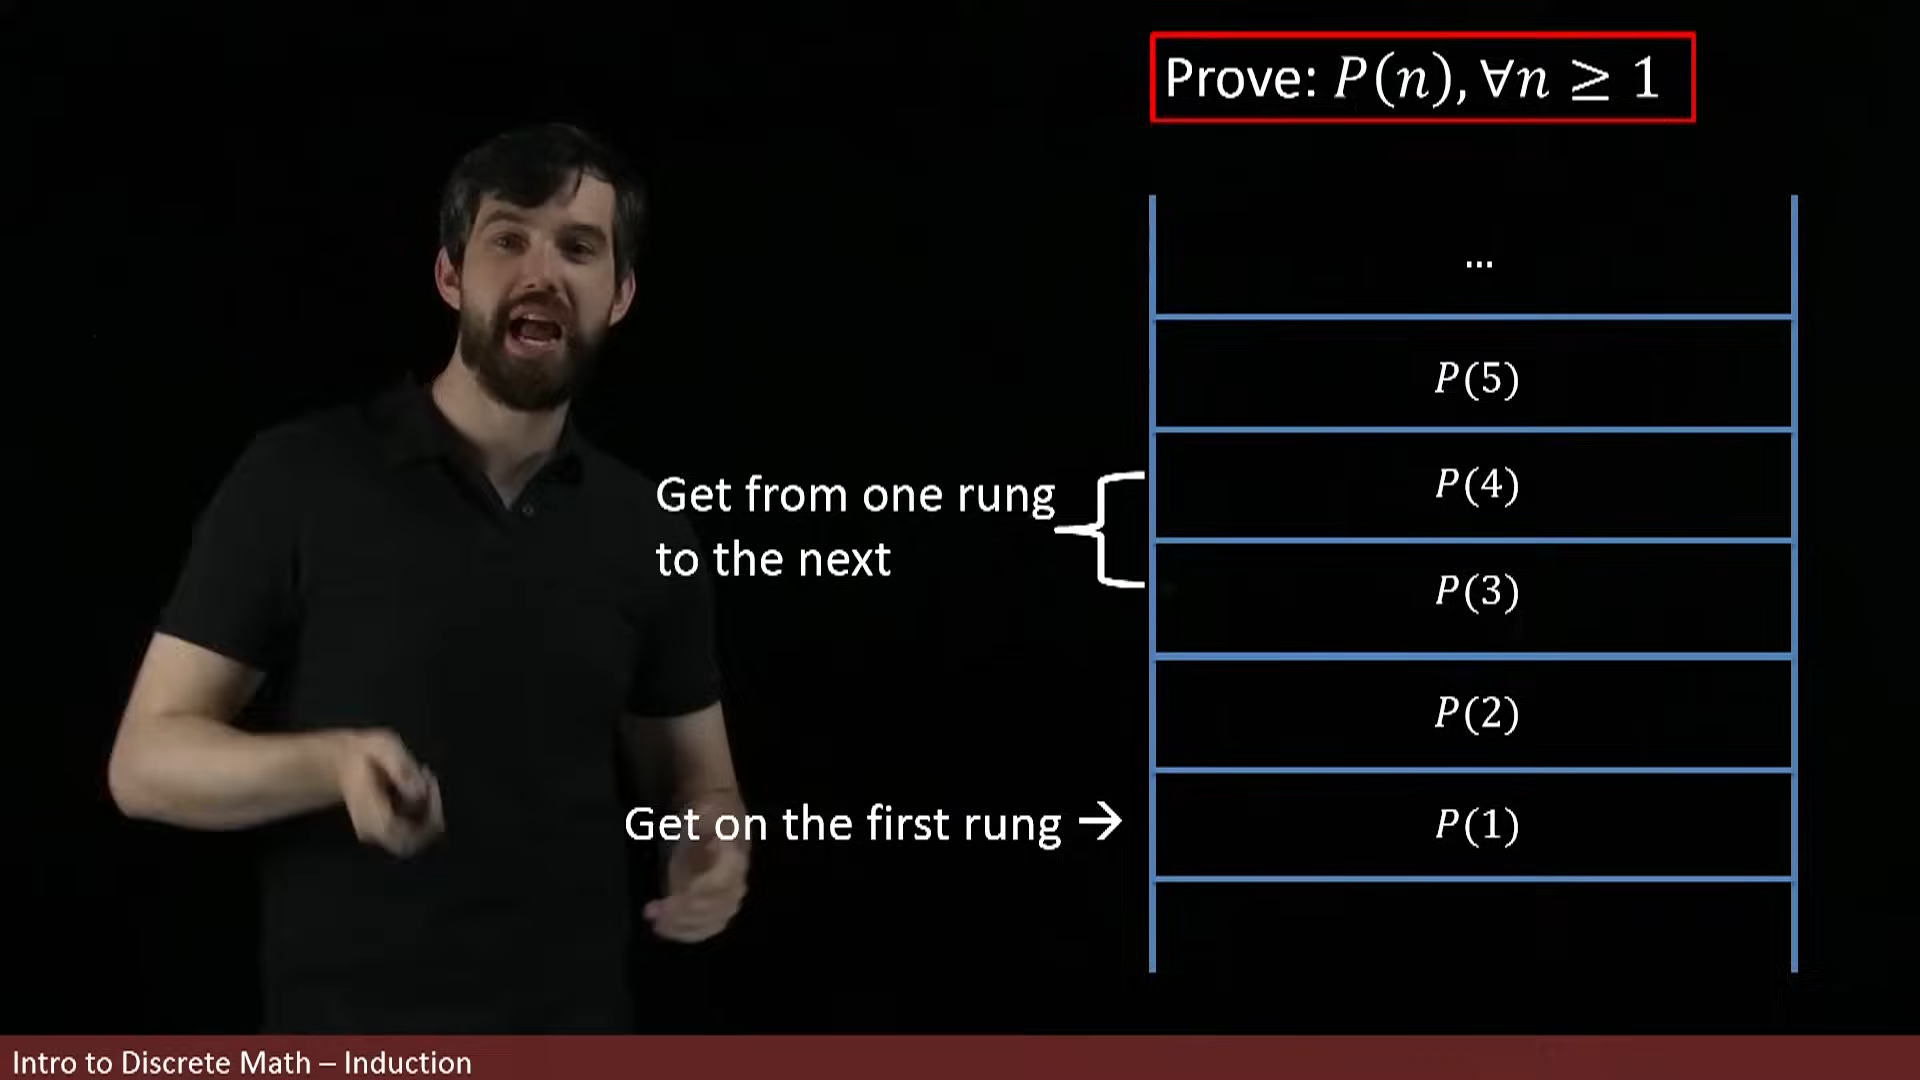 Prove: P(n), ∀n ≥ 1
...
P(5)
P(4)
Get from one rung
to the next
P(3)
P(2)
Get on the first rung →
P(1)
Intro to Discrete Math – Induction